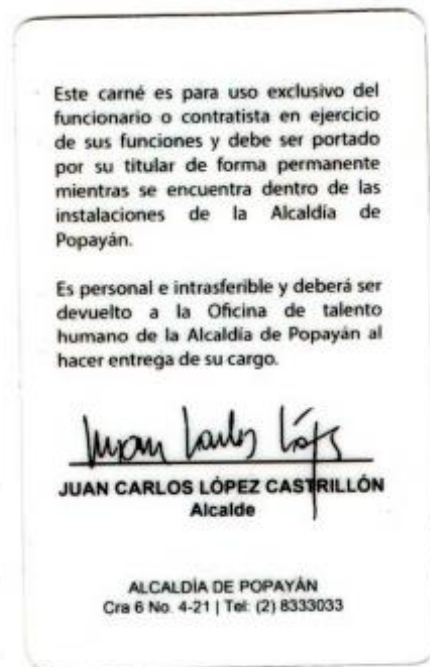 Este carné es para uso exclusivo del
funcionario o contratista en ejercicio
de sus funciones y debe ser portado
por su titular de forma permanente
mientras se encuentra dentro de las
instalaciones de la Alcaldía de
Popayán.
Es personal e intrasferible y deberá ser
devuelto a la Oficina de talento
humano de la Alcaldía de Popayán al
hacer entrega de su cargo.
Juan Carlos López
JUAN CARLOS LÓPEZ CASTRILLÓN
Alcalde
ALCALDÍA DE POPAYÁN
Cra 6 No. 4-21 | Tel: (2) 8333033